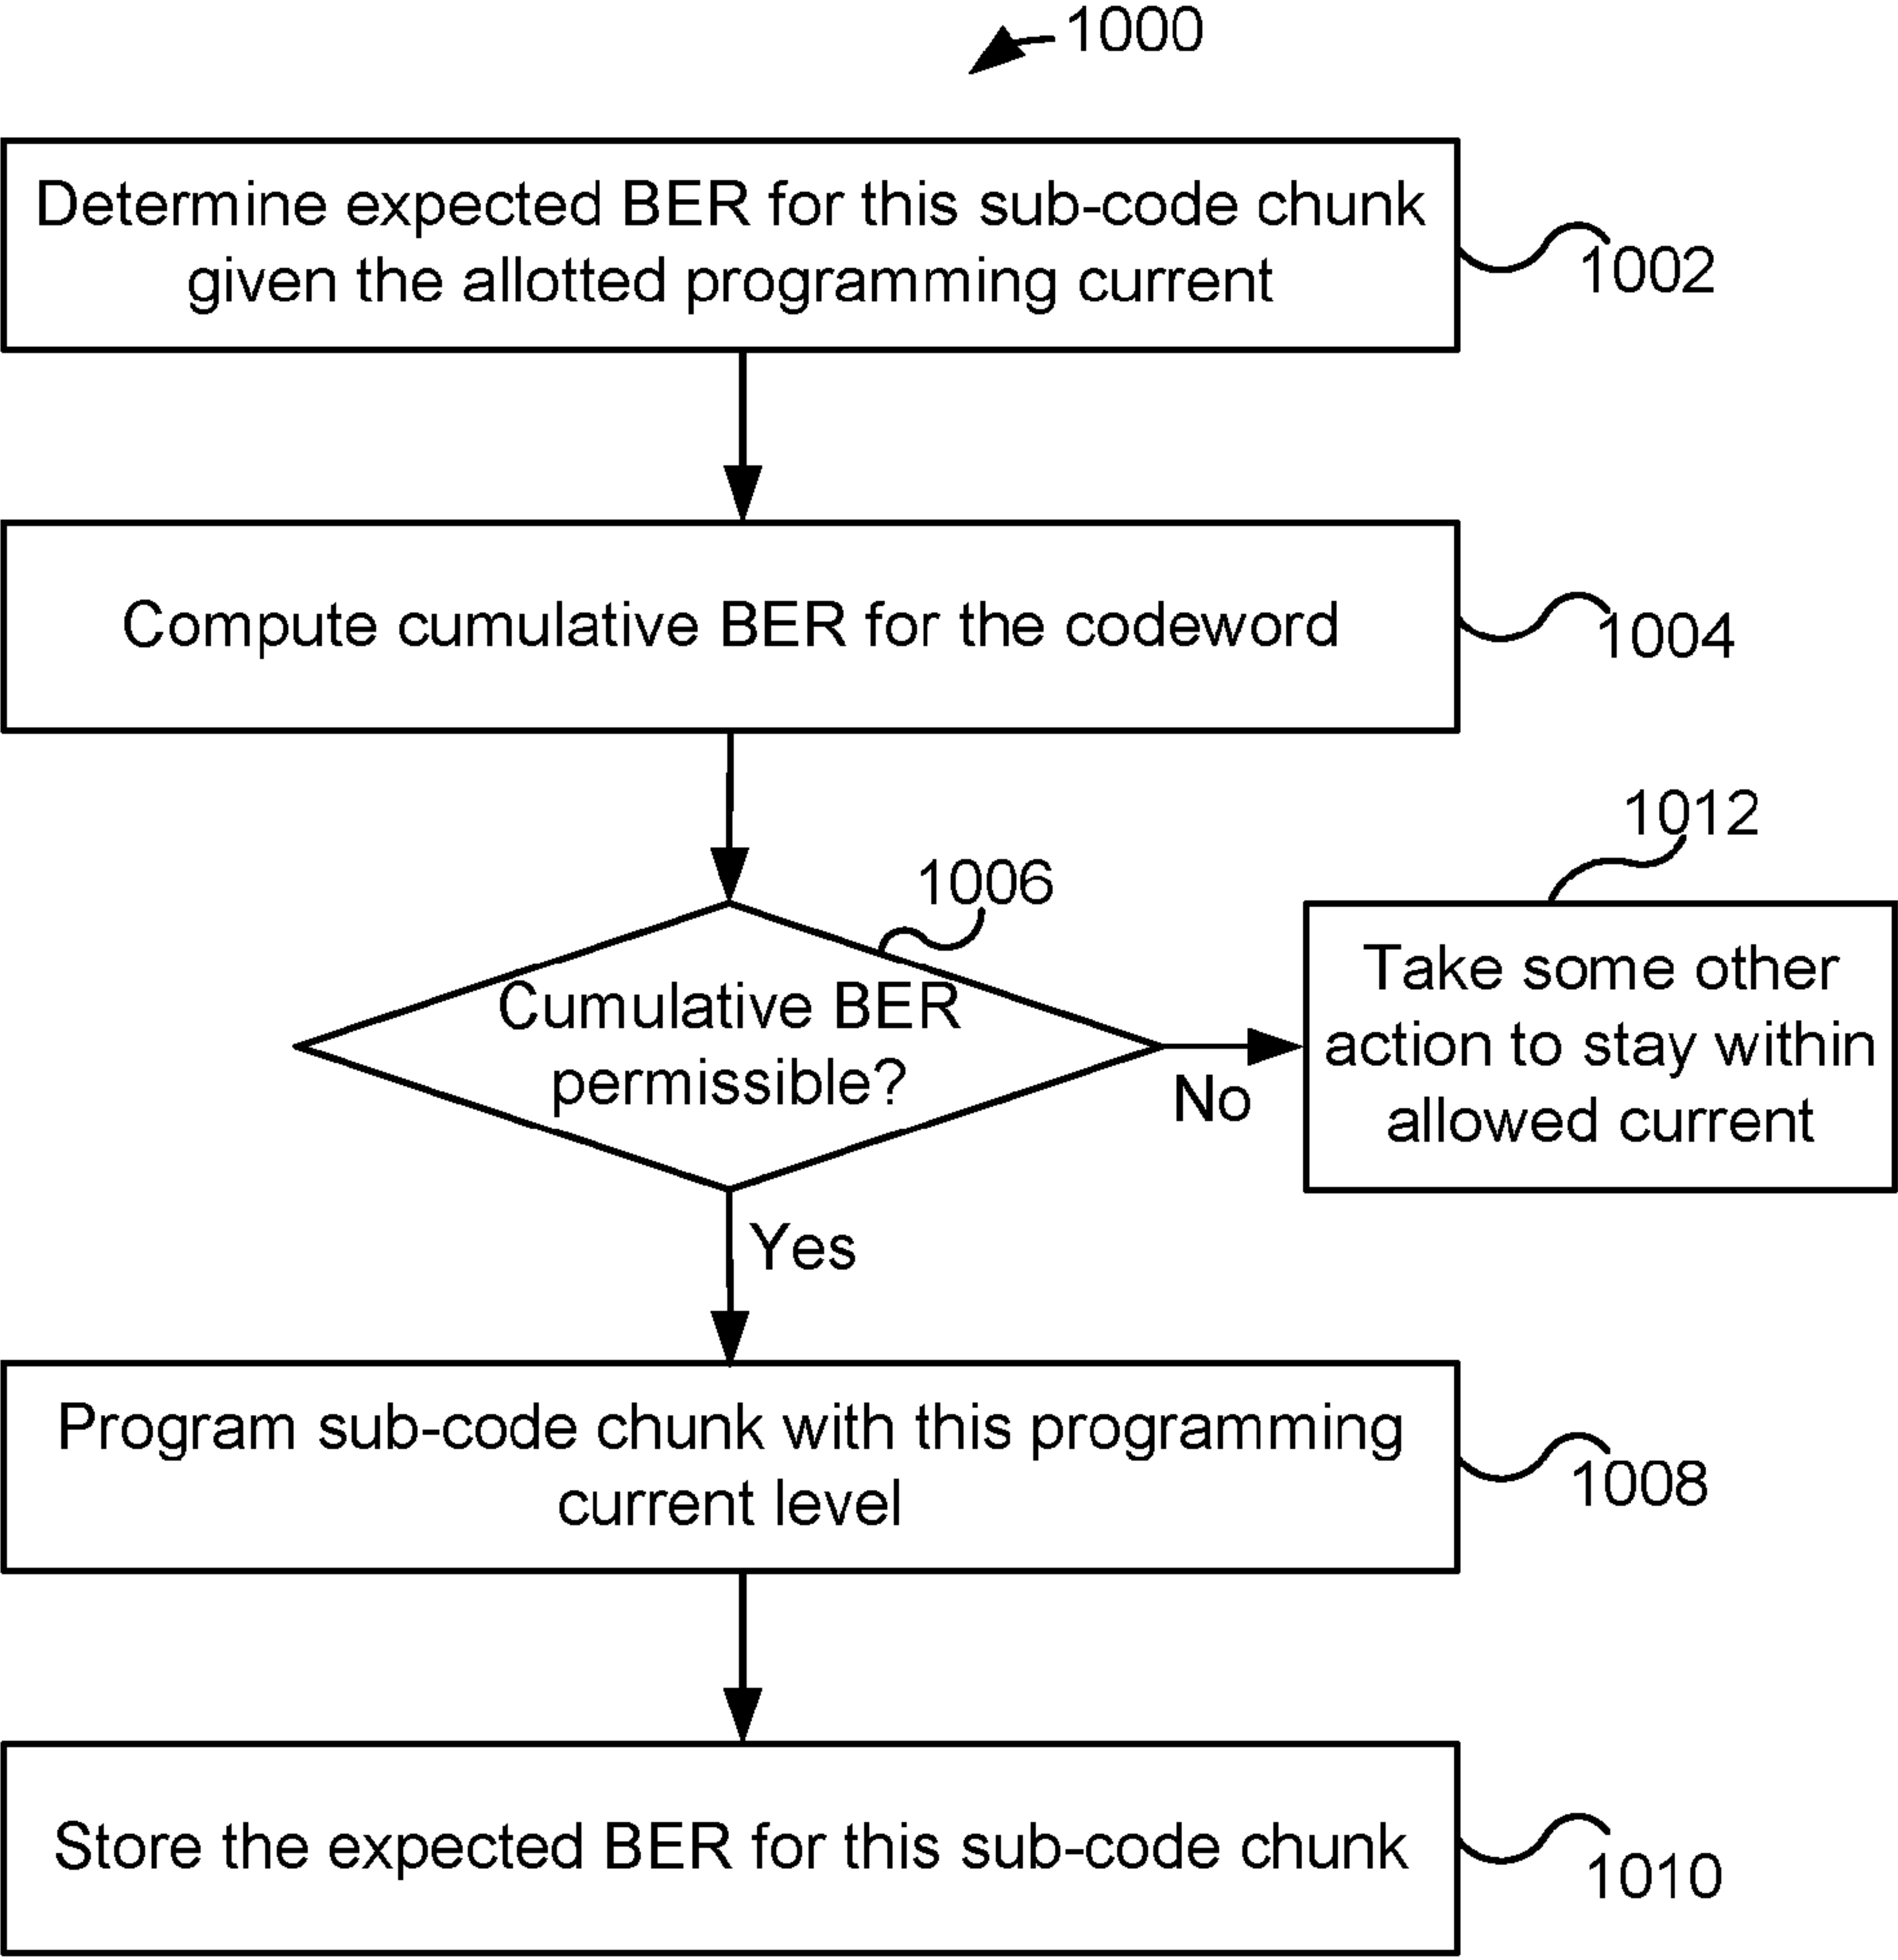 1000
Determine expected BER for this sub-code chunk
given the allotted programming current
1002
Compute cumulative BER for the codeword
1004
1006
Cumulative BER
permissible?
No
1012
Take some other
action to stay within
allowed current
Yes
Program sub-code chunk with this programming
current level
1008
Store the expected BER for this sub-code chunk
1010